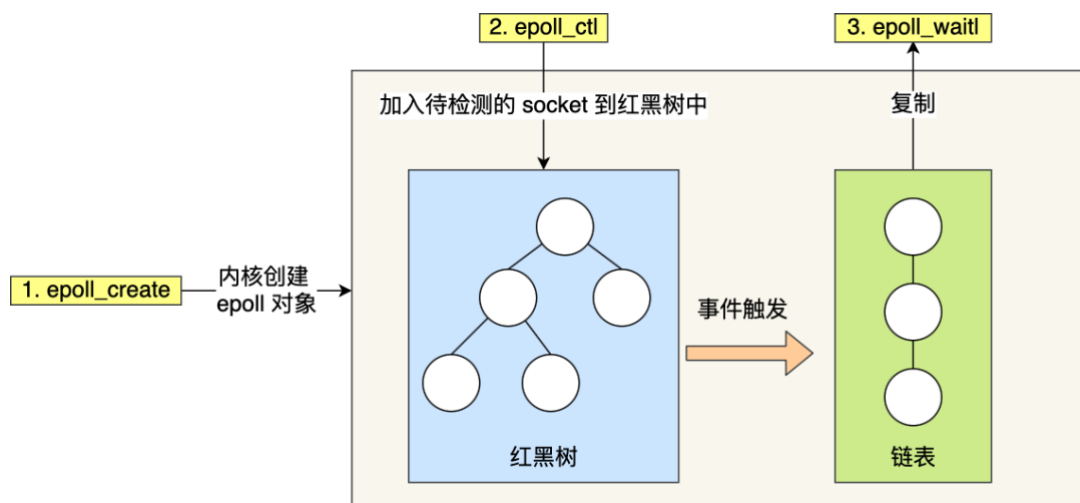 2. epoll_ctl
3. epoll_waitl
加入待检测的 socket 到红黑树中
复制
1. epoll_create
内核创建
epoll 对象
事件触发
红黑树
链表